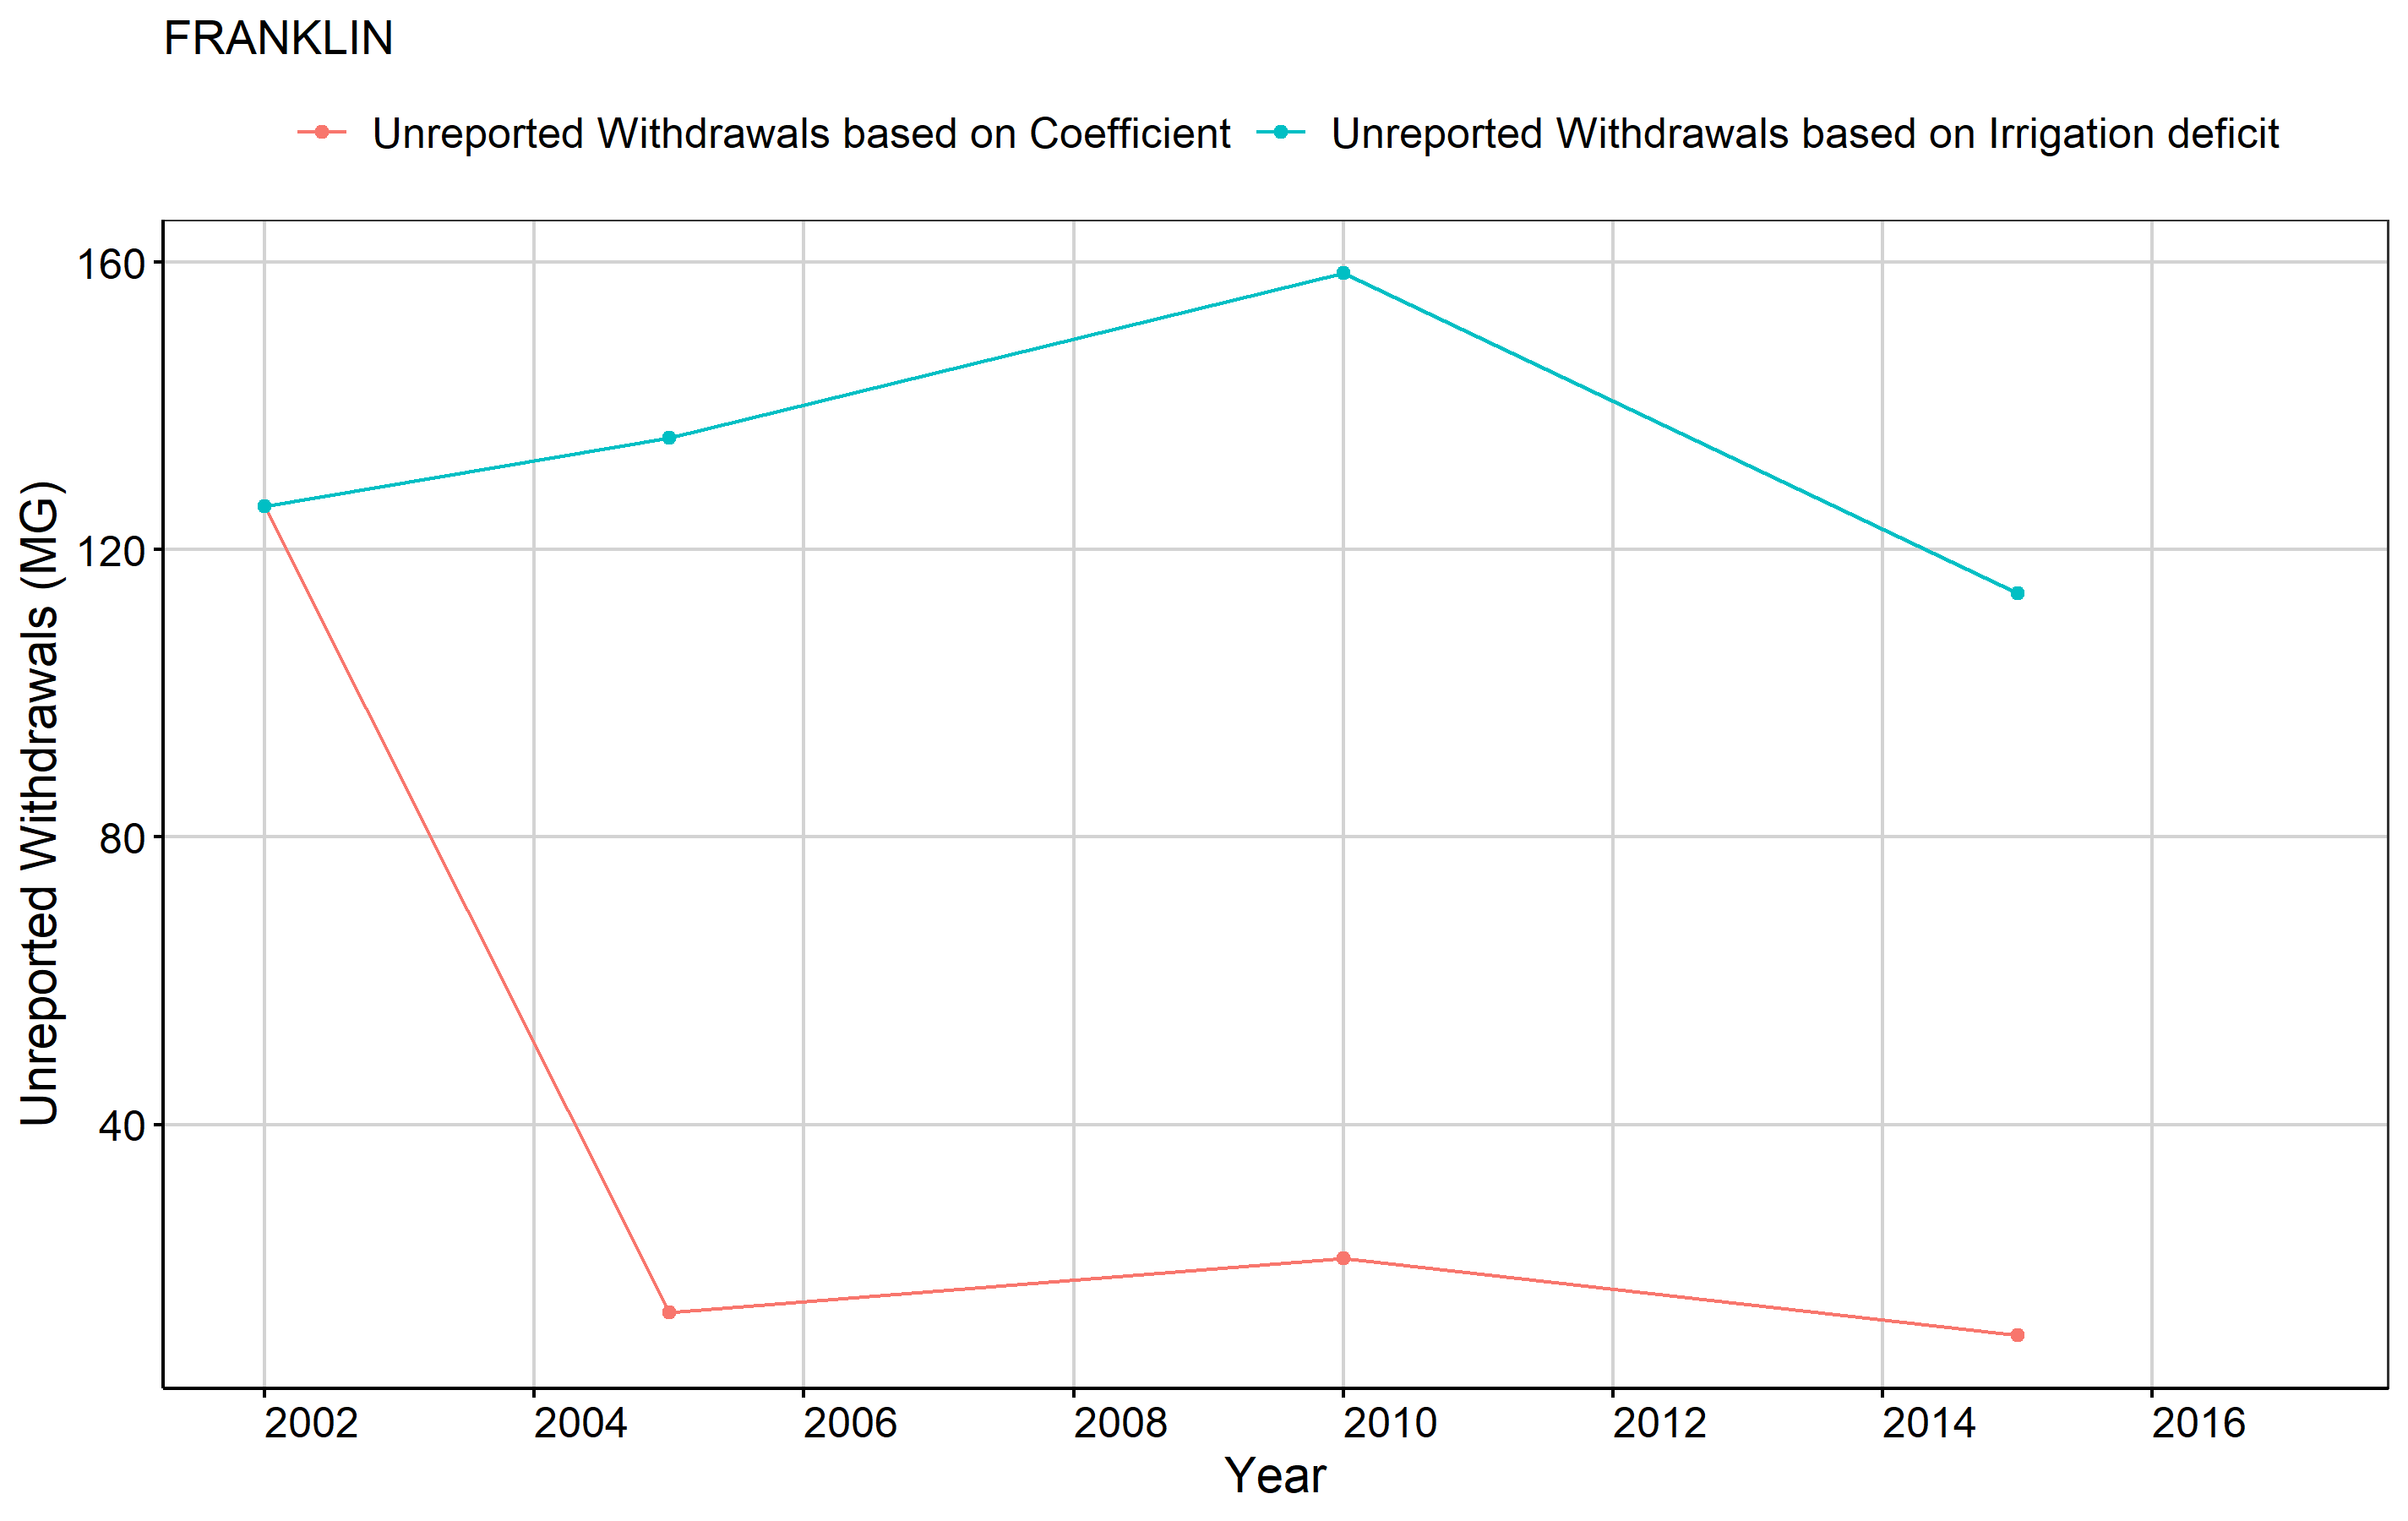 FRANKLIN
Unreported Withdrawals based on Coefficient Unreported Withdrawals based on Irrigation deficit
Unreported Withdrawals (MG)
160
120
80
40
2002 2004 2006 2008 2010 2012 2014 2016
Year